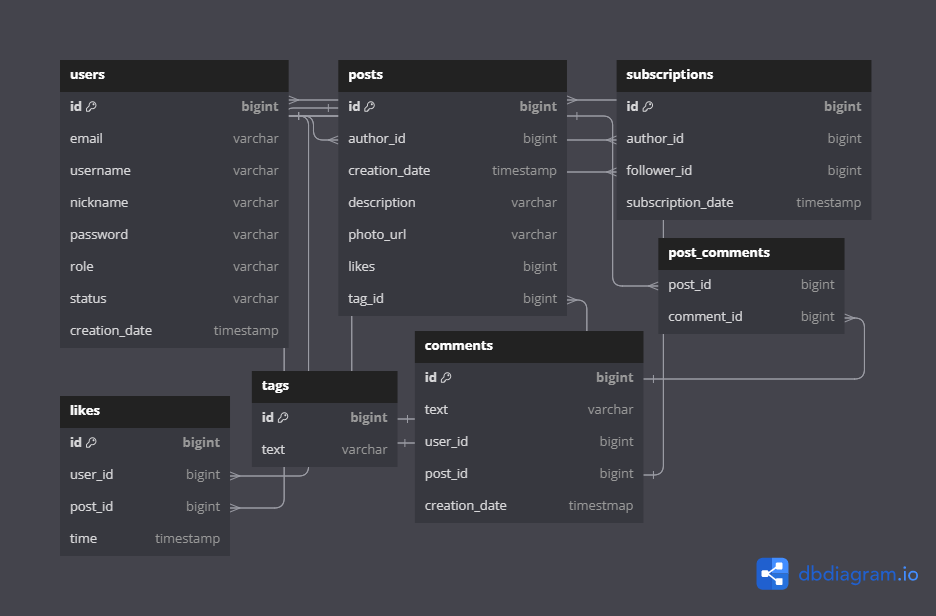 users
id bigint
email varchar
username varchar
nickname varchar
password varchar
role varchar
status varchar
creation_date timestamp
posts
id bigint
author_id bigint
creation_date timestamp
description varchar
photo_url varchar
likes bigint
tag_id bigint
subscriptions
id bigint
author_id bigint
follower_id bigint
subscription_date timestamp
post_comments
post_id bigint
comment_id bigint
comments
id bigint
text varchar
user_id bigint
post_id bigint
creation_date timestmap
tags
id bigint
text varchar
likes
id bigint
user_id bigint
post_id bigint
time timestamp
dbdiagram.io